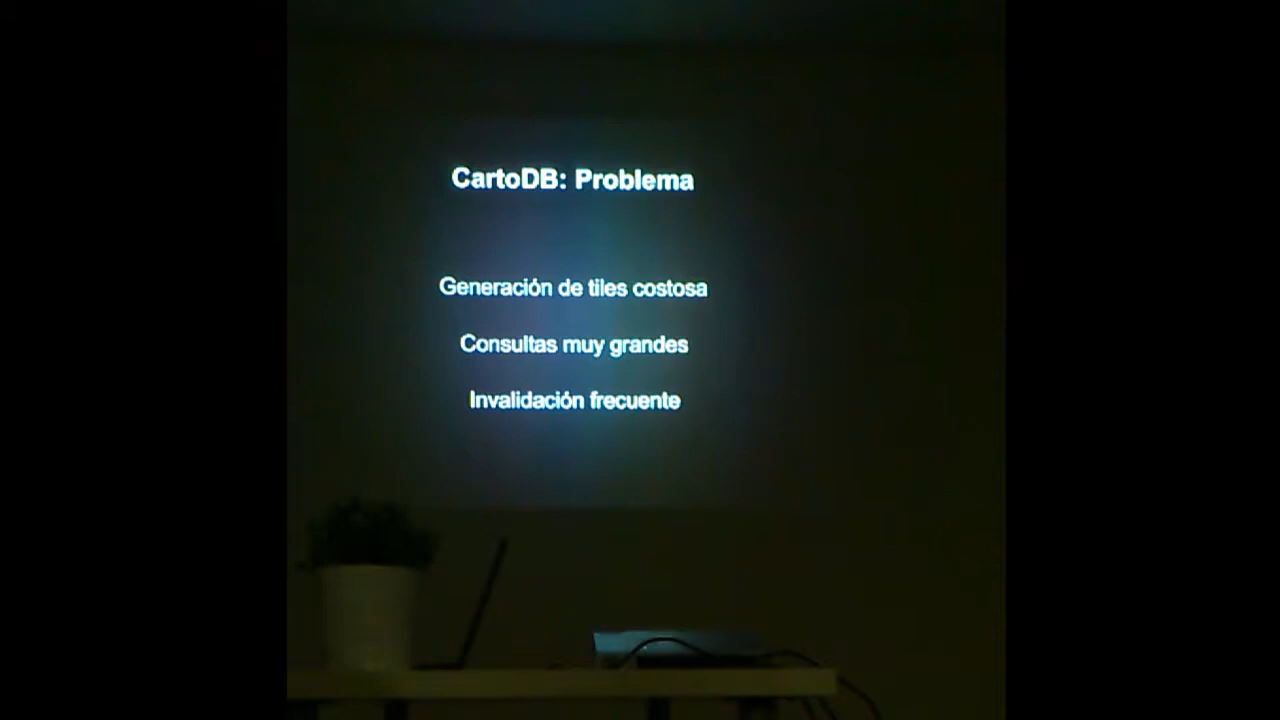 CartoDB: Problema
Generación de tiles costosa
Consultas muy grandes
Invalidación frecuente